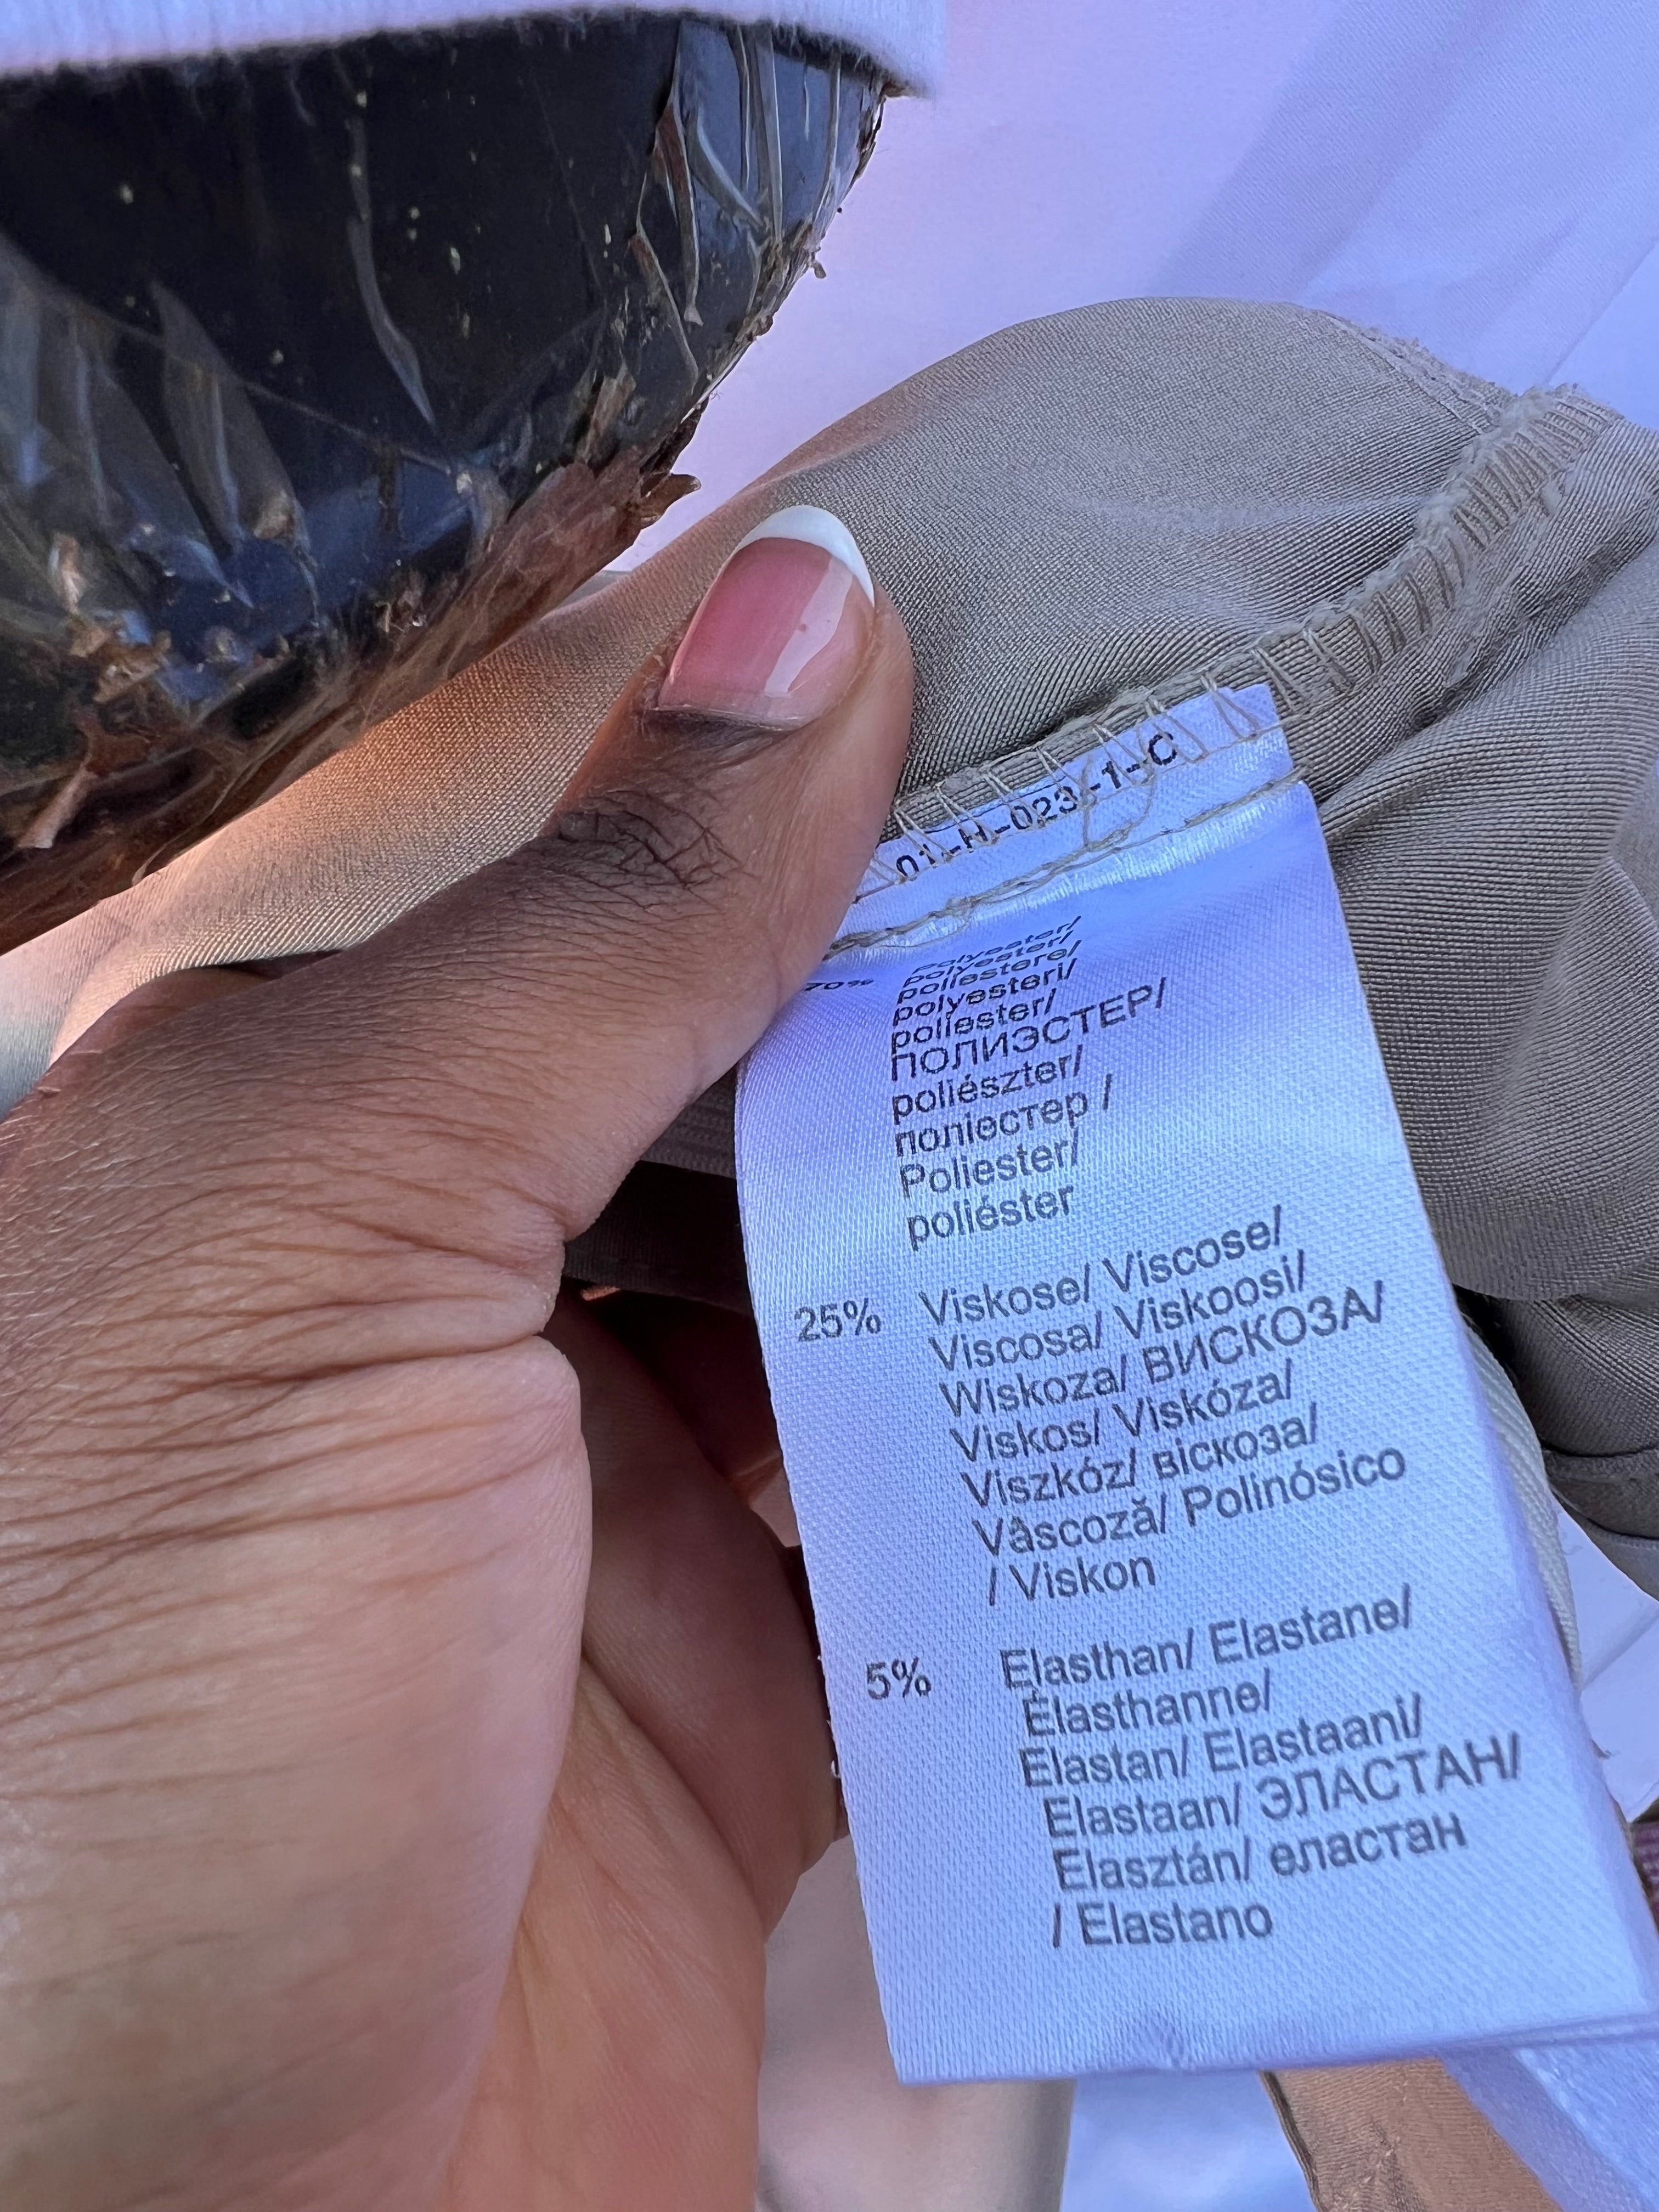 01-H-023-1-C
70% Polyester/
polyester/
poliestere/
polyesteri/
poliester/
ПОЛИЭСТЕР/
poliészter/
поліестер /
Poliester/
poliéster
25% Viskose/ Viscose/
Viscosa/ Viskoosi/
Wiskoza/ ВИСКОЗА/
Viskos/ Viskóza/
Viszkóz/ віскоза/
Vâscoză/ Polinósico
/ Viskon
5% Elasthan/ Elastane/
Élasthanne/
Elastan/ Elastaani/
Elastaan/ ЭЛАСТАН/
Elasztán/ еластан
/ Elastano